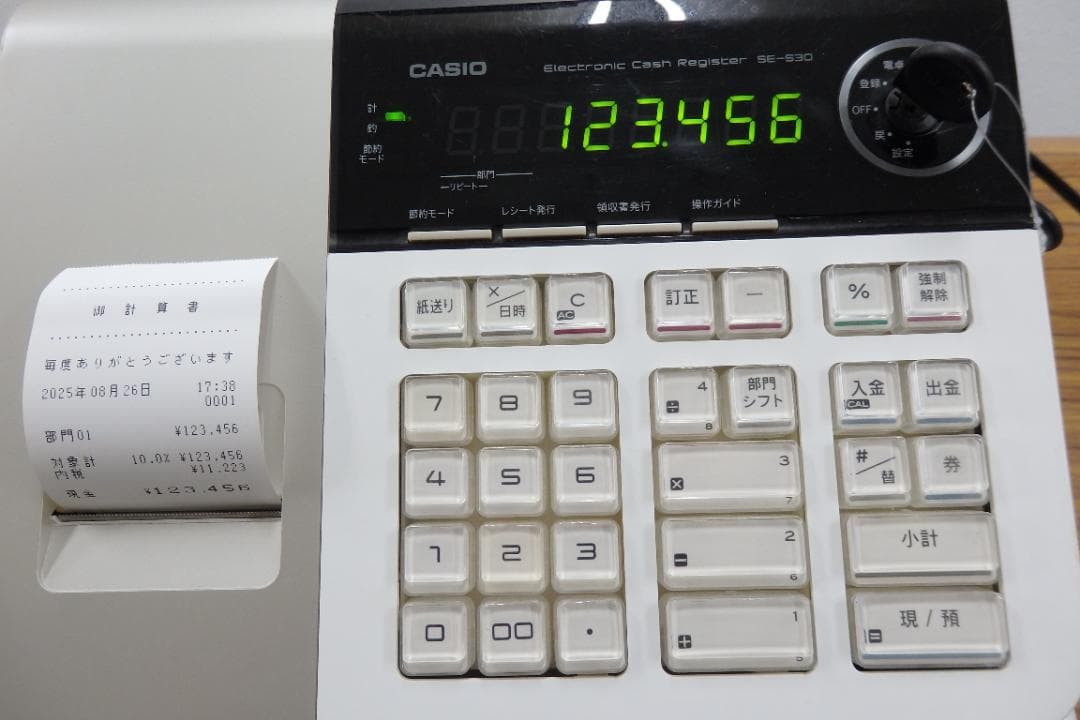 CASIO
Electronic Cash Register SE-S30
計
釣
節約
モード
123.456
電卓
登録
OFF
戻
設定
部門
リピート
節約モード
レシート発行
領収書発行
操作ガイド
御計算書
毎度ありがとうございます
2025年08月26日 17:38
0001
部門01 ¥123,456
対象計 10.0% ¥123,456
内税 ¥11,223
現金 ¥123,456
紙送り
×/日時
C
AC
訂正
―
%
強制
解除
7 8 9
4 ÷ 8
部門
シフト
入金
CAL
出金
4 5 6
3 × 7
#/替
券
1 2 3
2 − 6
小計
0 00 ・
1 + 5
現/預
=